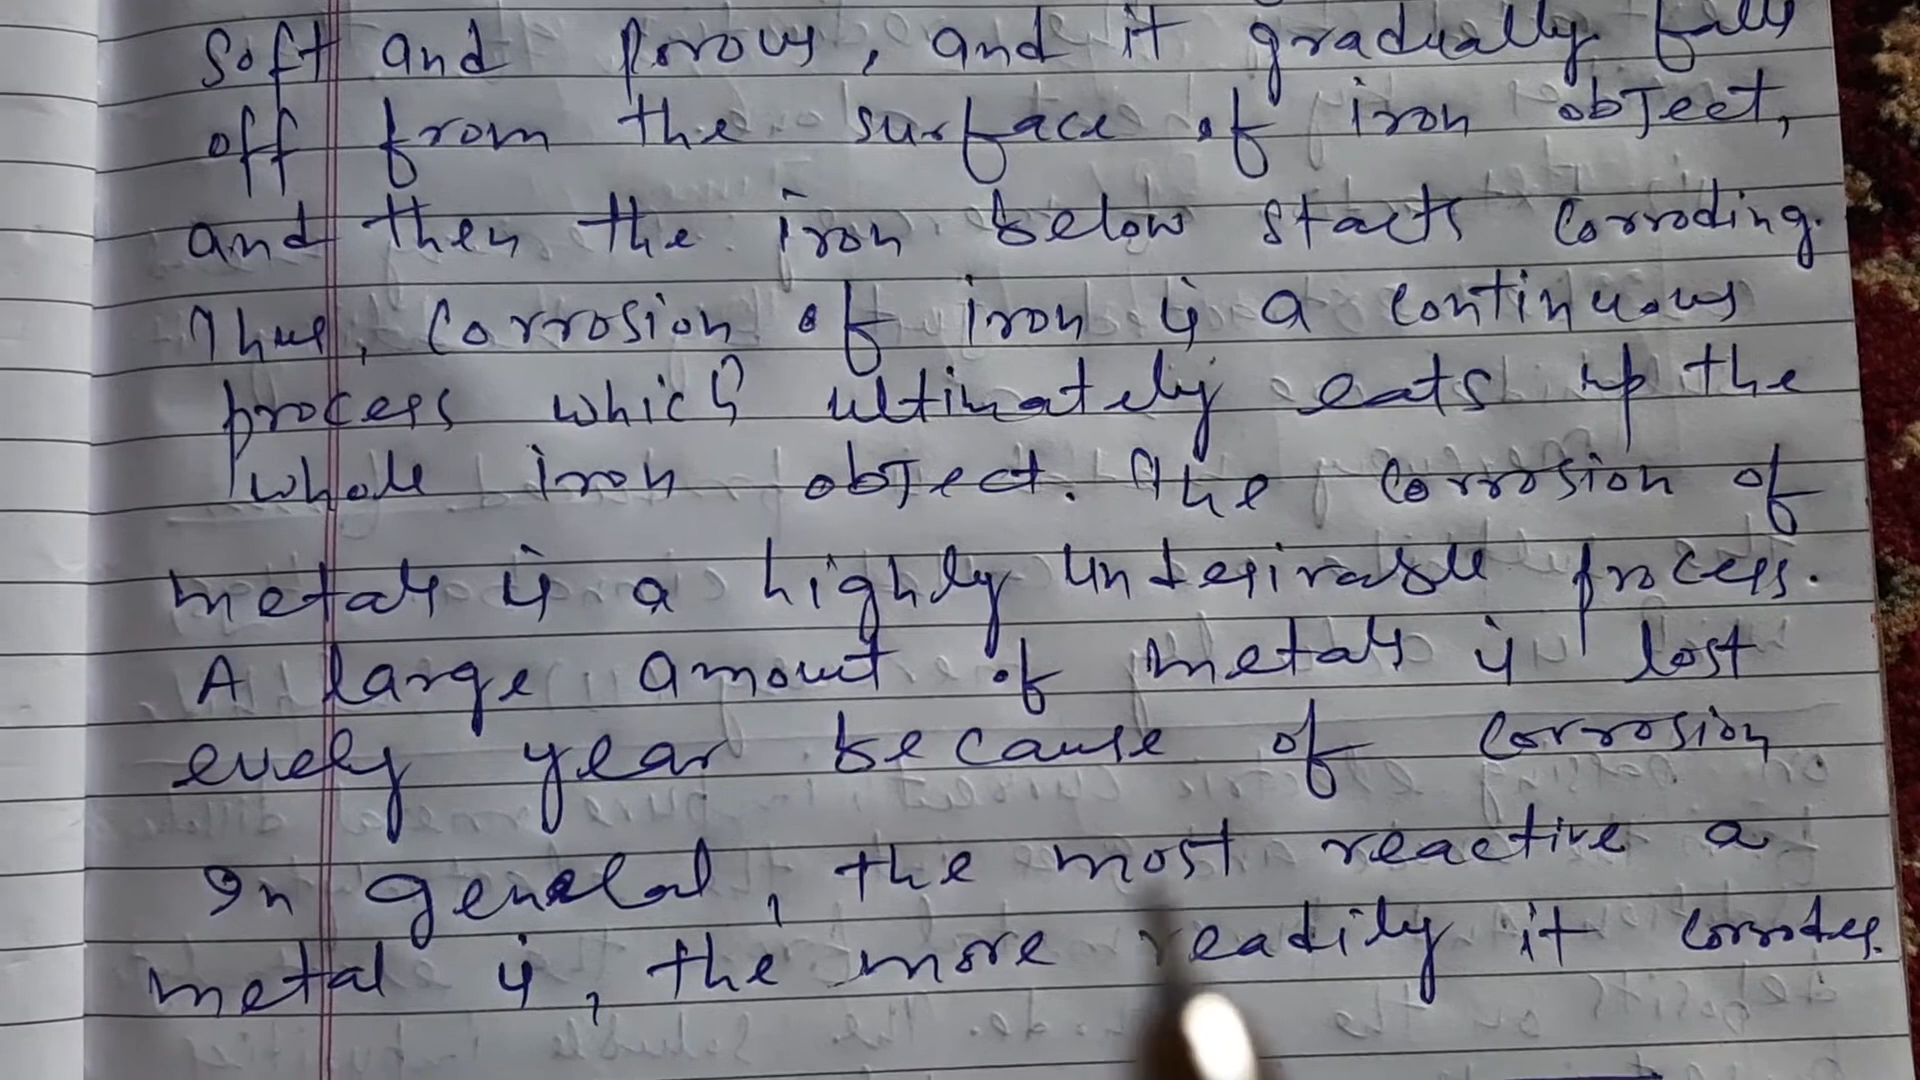 Soft and Porous, and it gradually falls
off from the surface of iron object,
and then the iron below starts Corroding.
Thus, Corrosion of iron is a continuous
process which ultimately eats up the
whole iron object. The Corrosion of
metals is a highly undesirable process.
A large amount of metals is lost
every year because of Corrosion
In general, the most reactive a
metal is, the more readily it corrodes.